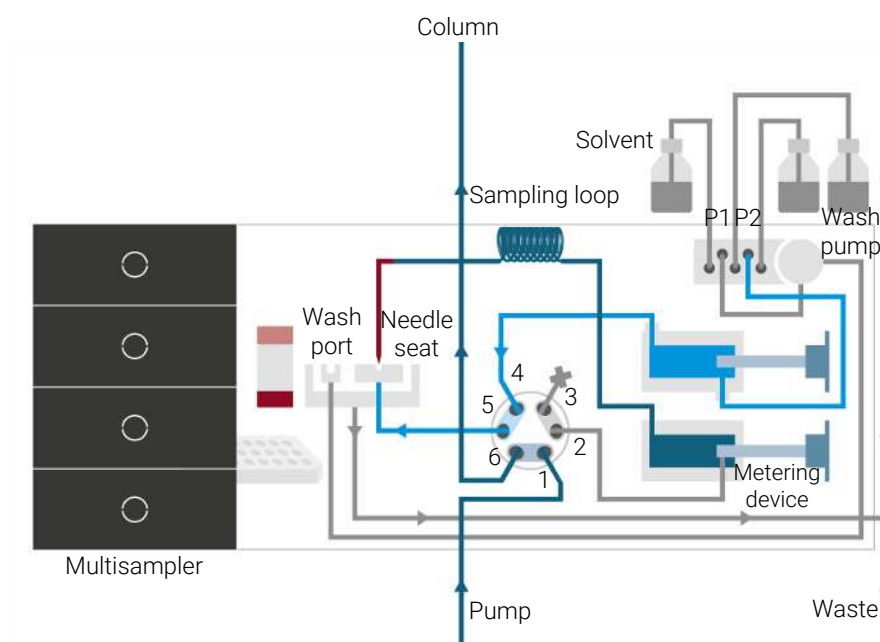 Column
Solvent
Sampling loop
P1 P2
Wash
pump
Wash
port
Needle
seat
4
3
5
2
6
1
Metering
device
Multisampler
Pump
Waste